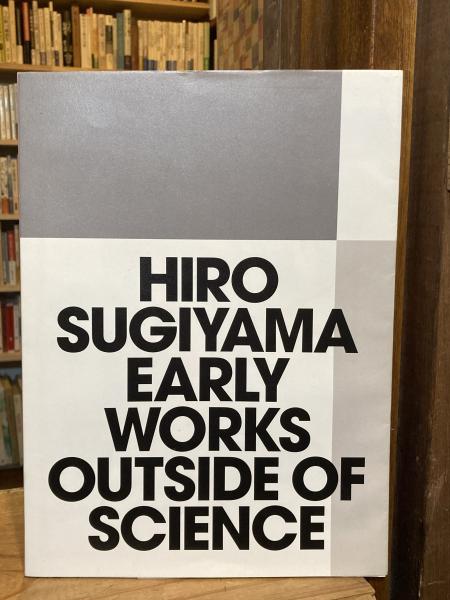 HIRO
SUGIYAMA
EARLY
WORKS
OUTSIDE OF
SCIENCE